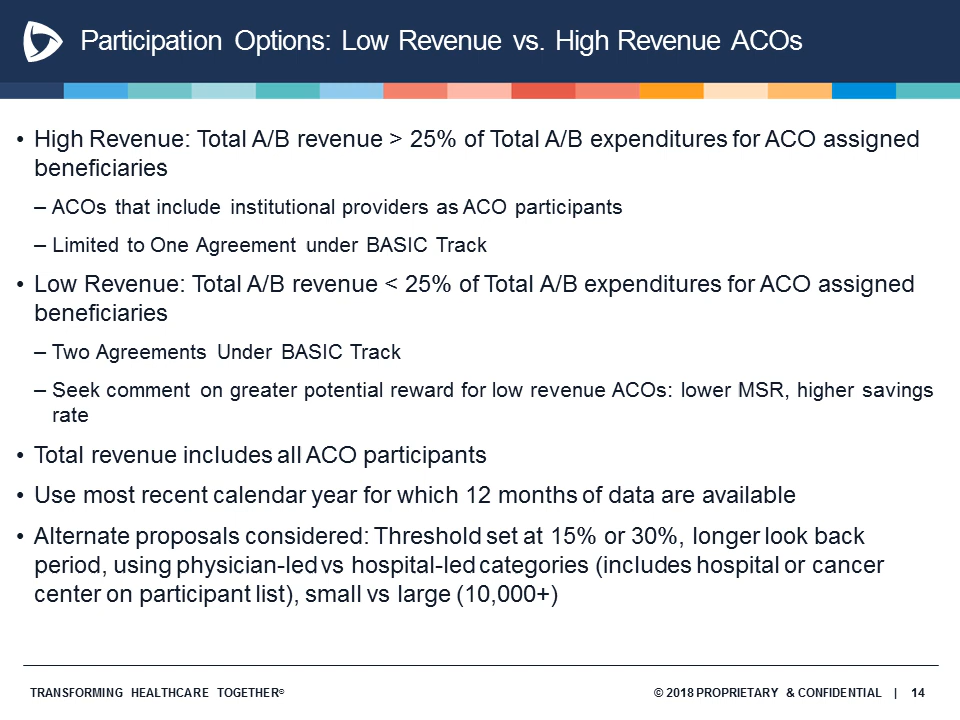 Participation Options: Low Revenue vs. High Revenue ACOs
• High Revenue: Total A/B revenue > 25% of Total A/B expenditures for ACO assigned
beneficiaries
– ACOs that include institutional providers as ACO participants
– Limited to One Agreement under BASIC Track
• Low Revenue: Total A/B revenue < 25% of Total A/B expenditures for ACO assigned
beneficiaries
– Two Agreements Under BASIC Track
– Seek comment on greater potential reward for low revenue ACOs: lower MSR, higher savings
rate
• Total revenue includes all ACO participants
• Use most recent calendar year for which 12 months of data are available
• Alternate proposals considered: Threshold set at 15% or 30%, longer look back
period, using physician-led vs hospital-led categories (includes hospital or cancer
center on participant list), small vs large (10,000+)
TRANSFORMING HEALTHCARE TOGETHER®
© 2018 PROPRIETARY & CONFIDENTIAL | 14